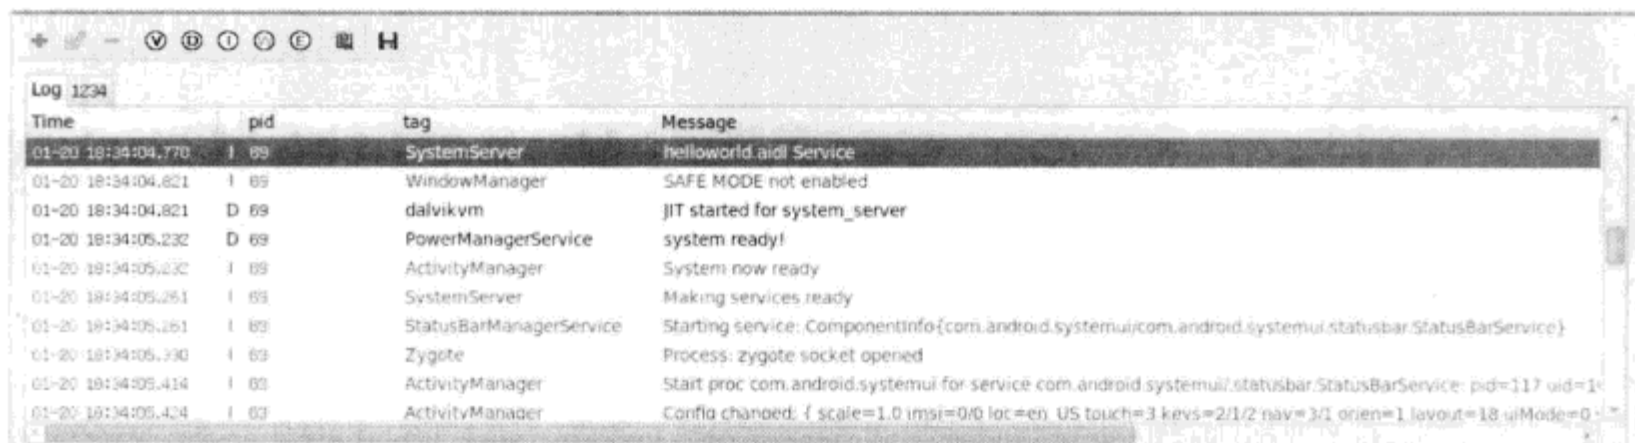 V D I W E
Log 1234
Time pid tag Message
01-20 18:34:04.770 I 69 SystemServer helloworld.aidl Service
01-20 18:34:04.821 I 69 WindowManager SAFE MODE not enabled
01-20 18:34:04.821 D 69 dalvikvm JIT started for system_server
01-20 18:34:05.232 D 69 PowerManagerService system ready!
01-20 18:34:05.232 I 69 ActivityManager System now ready
01-20 18:34:05.261 I 69 SystemServer Making services ready
01-20 18:34:05.261 I 69 StatusBarManagerService Starting service: ComponentInfo{com.android.systemui/com.android.systemui.statusbar.StatusBarService}
01-20 18:34:05.330 I 69 Zygote Process: zygote socket opened
01-20 18:34:05.414 I 69 ActivityManager Start proc com.android.systemui for service com.android.systemui/.statusbar.StatusBarService: pid=117
01-20 18:34:05.424 I 69 ActivityManager Config changed: { scale=1.0 imsi=0/0 loc=en_US touch=3 keys=2/1/2 nav=3/1 orien=1 layout=18 uiMode=0